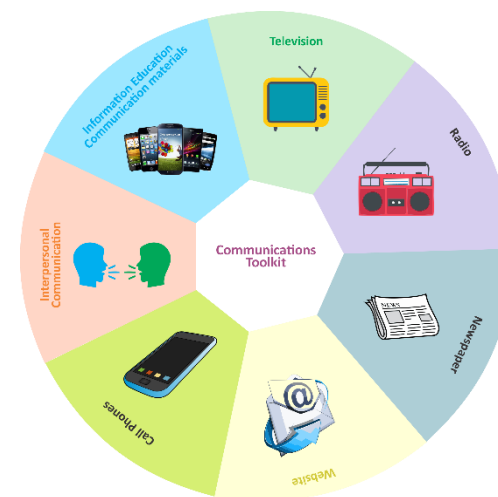 Communications
Toolkit
Television
Radio
NEWS
Newspaper
Website
Call Phones
Interpersonal
Communication
Information Education
Communication materials